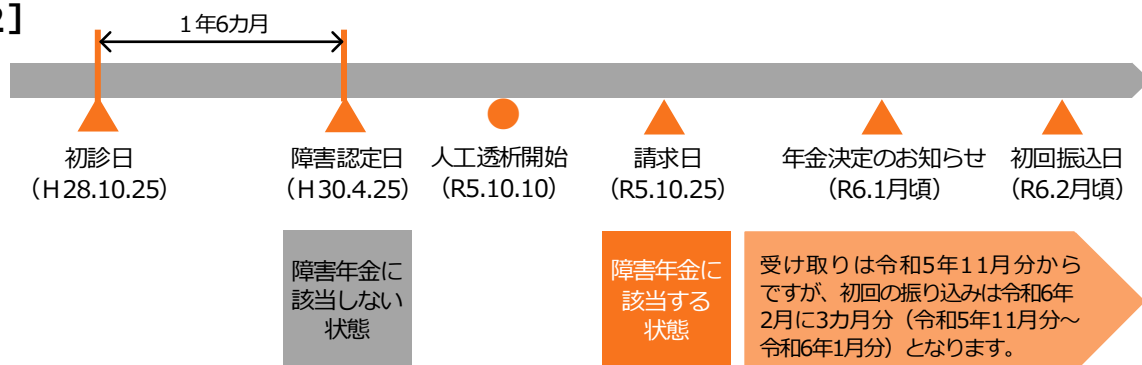 2］
1年6カ月
初診日
（H28.10.25）
障害認定日
（H30.4.25）
人工透析開始
（R5.10.10）
請求日
（R5.10.25）
年金決定のお知らせ
（R6.1月頃）
初回振込日
（R6.2月頃）
障害年金に
該当しない
状態
障害年金に
該当する
状態
受け取りは令和5年11月分から
ですが、初回の振り込みは令和6年
2月に3カ月分（令和5年11月分～
令和6年1月分）となります。